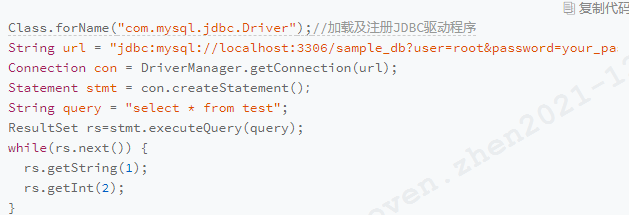 复制代码
Class.forName("com.mysql.jdbc.Driver");//加载及注册JDBC驱动程序
String url = "jdbc:mysql://localhost:3306/sample_db?user=root&password=your_pa
Connection con = DriverManager.getConnection(url);
Statement stmt = con.createStatement();
String query = "select * from test";
ResultSet rs=stmt.executeQuery(query);
while(rs.next()) {
  rs.getString(1);
  rs.getInt(2);
}
oven.zhen2021-1